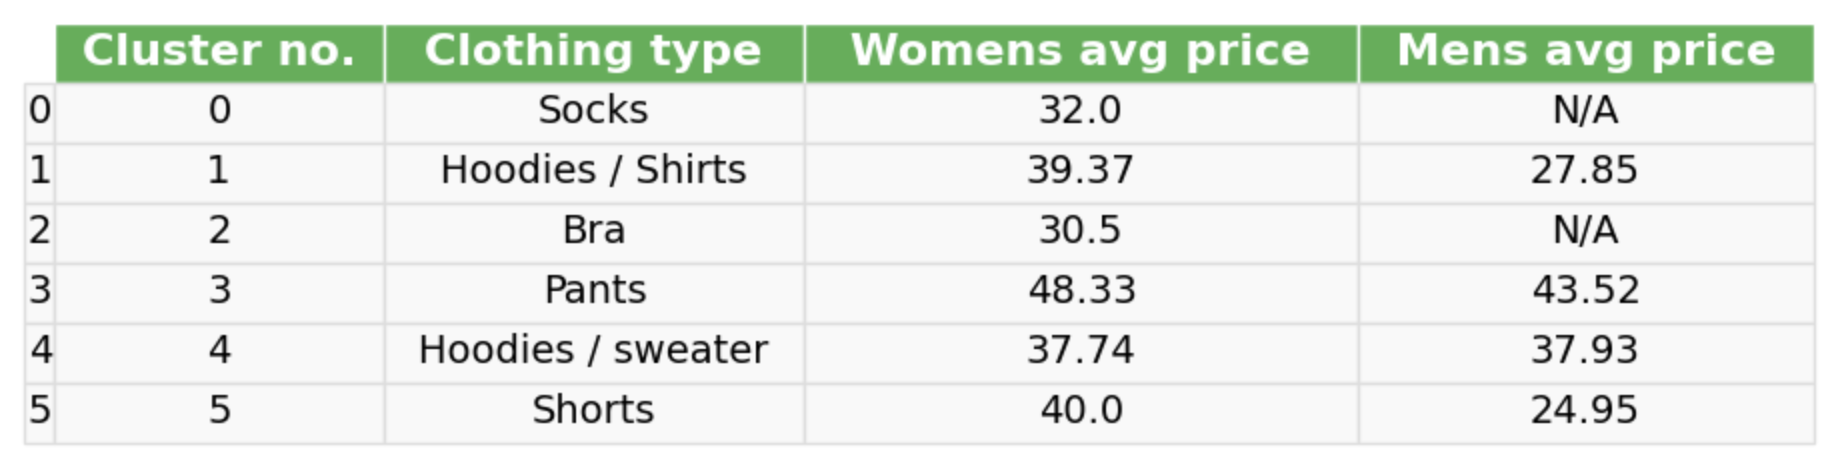 Cluster no. Clothing type Womens avg price Mens avg price
0 0 Socks 32.0 N/A
1 1 Hoodies / Shirts 39.37 27.85
2 2 Bra 30.5 N/A
3 3 Pants 48.33 43.52
4 4 Hoodies / sweater 37.74 37.93
5 5 Shorts 40.0 24.95